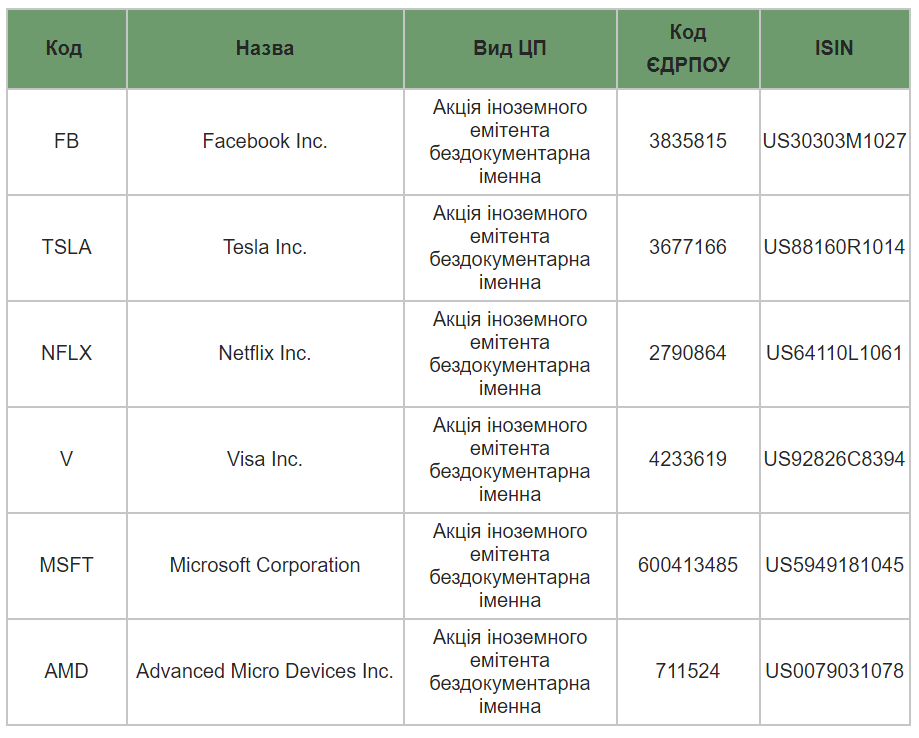 Код Назва Вид ЦП Код ЄДРПОУ ISIN
FB Facebook Inc. Акція іноземного емітента бездокументарна іменна 3835815 US30303M1027
TSLA Tesla Inc. Акція іноземного емітента бездокументарна іменна 3677166 US88160R1014
NFLX Netflix Inc. Акція іноземного емітента бездокументарна іменна 2790864 US64110L1061
V Visa Inc. Акція іноземного емітента бездокументарна іменна 4233619 US92826C8394
MSFT Microsoft Corporation Акція іноземного емітента бездокументарна іменна 600413485 US5949181045
AMD Advanced Micro Devices Inc. Акція іноземного емітента бездокументарна іменна 711524 US0079031078